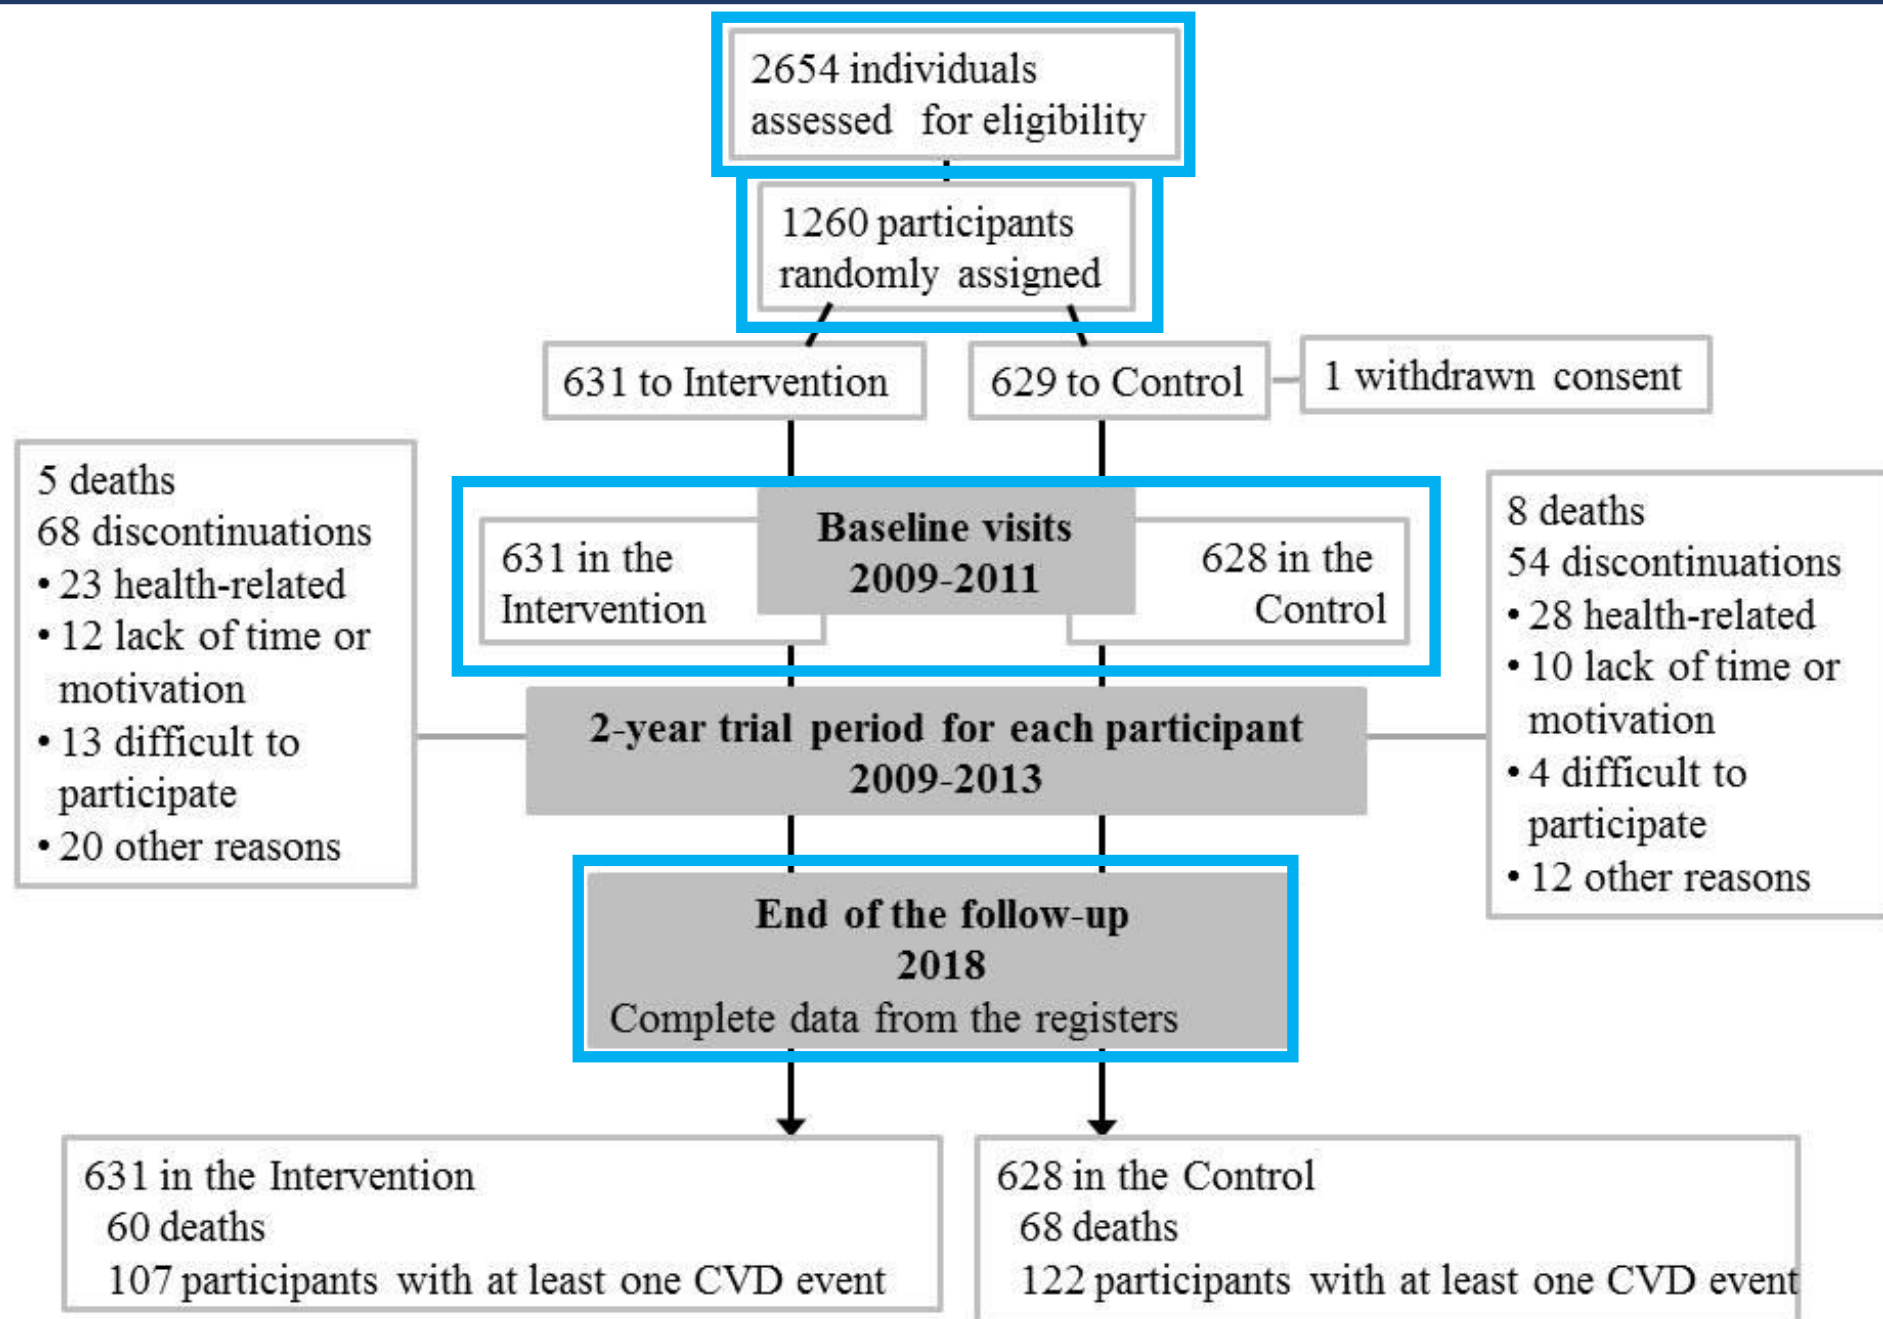 2654 individuals
assessed for eligibility
1260 participants
randomly assigned
631 to Intervention
629 to Control
1 withdrawn consent
5 deaths
68 discontinuations
• 23 health-related
• 12 lack of time or
motivation
• 13 difficult to
participate
• 20 other reasons
631 in the
Intervention
Baseline visits
2009-2011
628 in the
Control
8 deaths
54 discontinuations
• 28 health-related
• 10 lack of time or
motivation
• 4 difficult to
participate
• 12 other reasons
2-year trial period for each participant
2009-2013
End of the follow-up
2018
Complete data from the registers
631 in the Intervention
60 deaths
107 participants with at least one CVD event
628 in the Control
68 deaths
122 participants with at least one CVD event